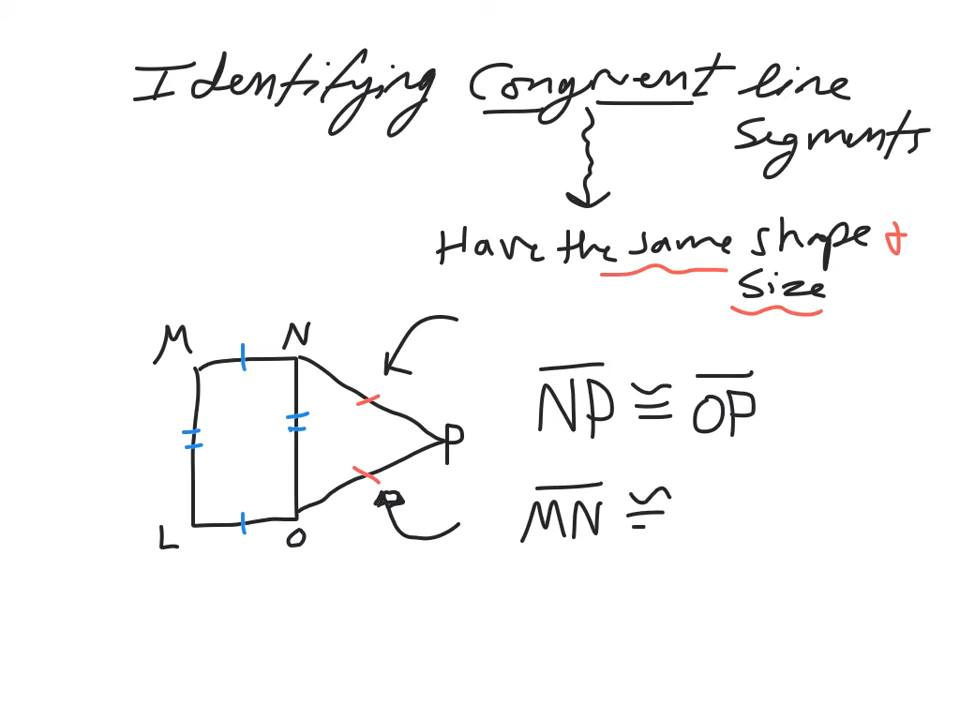 Identifying Congruent line
Segments
Have the same shape +
Size
M N
P
L O
NP ≅ OP
MN ≅